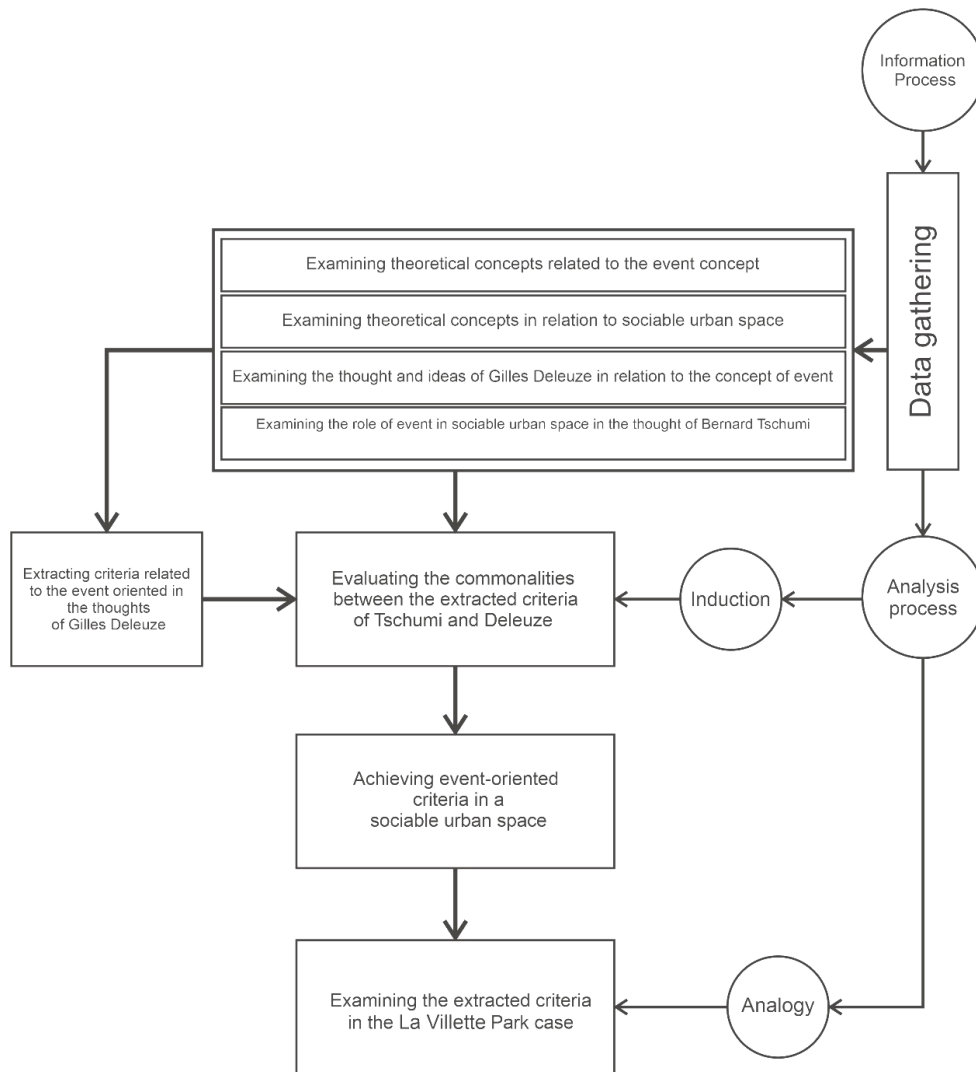 Information
Process
Data gathering
Examining theoretical concepts related to the event concept
Examining theoretical concepts in relation to sociable urban space
Examining the thought and ideas of Gilles Deleuze in relation to the concept of event
Examining the role of event in sociable urban space in the thought of Bernard Tschumi
Extracting criteria related
to the event oriented in
the thoughts
of Gilles Deleuze
Evaluating the commonalities
between the extracted criteria
of Tschumi and Deleuze
Induction
Analysis
process
Achieving event-oriented
criteria in a
sociable urban space
Examining the extracted criteria
in the La Villette Park case
Analogy